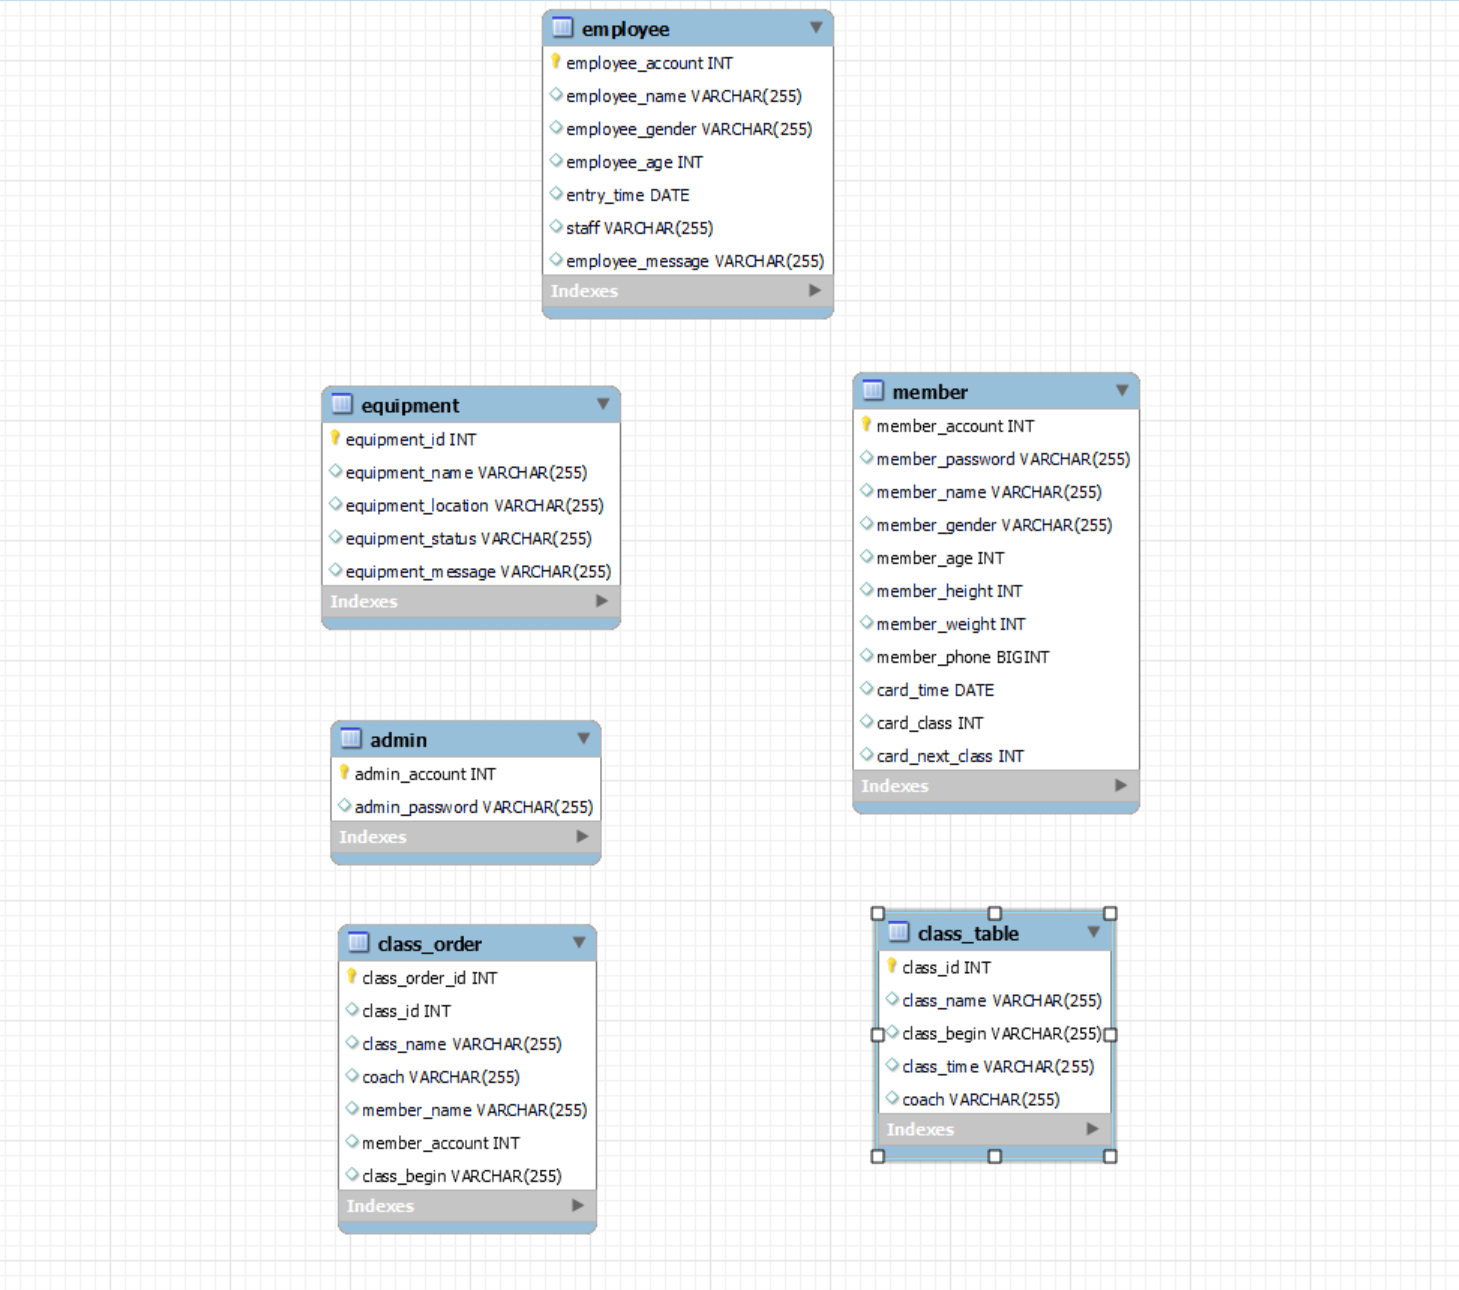 employee
employee_account INT
employee_name VARCHAR(255)
employee_gender VARCHAR(255)
employee_age INT
entry_time DATE
staff VARCHAR(255)
employee_message VARCHAR(255)
Indexes
equipment
equipment_id INT
equipment_name VARCHAR(255)
equipment_location VARCHAR(255)
equipment_status VARCHAR(255)
equipment_message VARCHAR(255)
Indexes
member
member_account INT
member_password VARCHAR(255)
member_name VARCHAR(255)
member_gender VARCHAR(255)
member_age INT
member_height INT
member_weight INT
member_phone BIGINT
card_time DATE
card_class INT
card_next_class INT
Indexes
admin
admin_account INT
admin_password VARCHAR(255)
Indexes
class_order
class_order_id INT
class_id INT
class_name VARCHAR(255)
coach VARCHAR(255)
member_name VARCHAR(255)
member_account INT
class_begin VARCHAR(255)
Indexes
class_table
class_id INT
class_name VARCHAR(255)
class_begin VARCHAR(255)
class_time VARCHAR(255)
coach VARCHAR(255)
Indexes